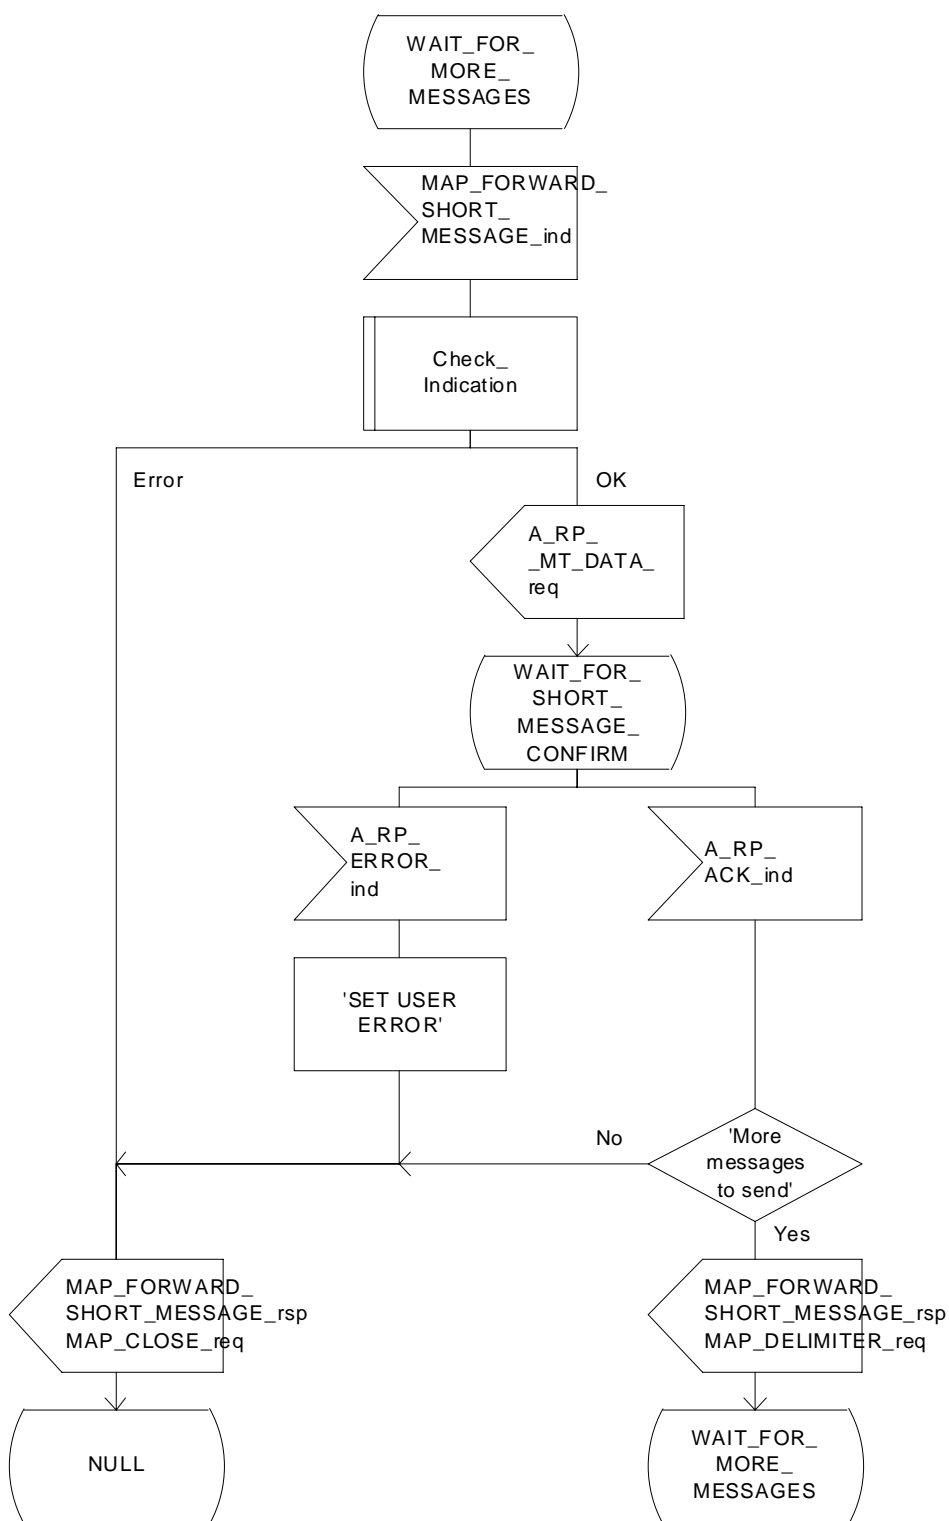 WAIT_FOR_
MORE_
MESSAGES
MAP_FORWARD_
SHORT_
MESSAGE_ind
Check_
Indication
Error
OK
A_RP_
_MT_DATA_
req
WAIT_FOR_
SHORT_
MESSAGE_
CONFIRM
A_RP_
ERROR_
ind
A_RP_
ACK_ind
'SET USER
ERROR'
No
'More
messages
to send'
Yes
MAP_FORWARD_
SHORT_MESSAGE_rsp
MAP_CLOSE_req
MAP_FORWARD_
SHORT_MESSAGE_rsp
MAP_DELIMITER_req
NULL
WAIT_FOR_
MORE_
MESSAGES